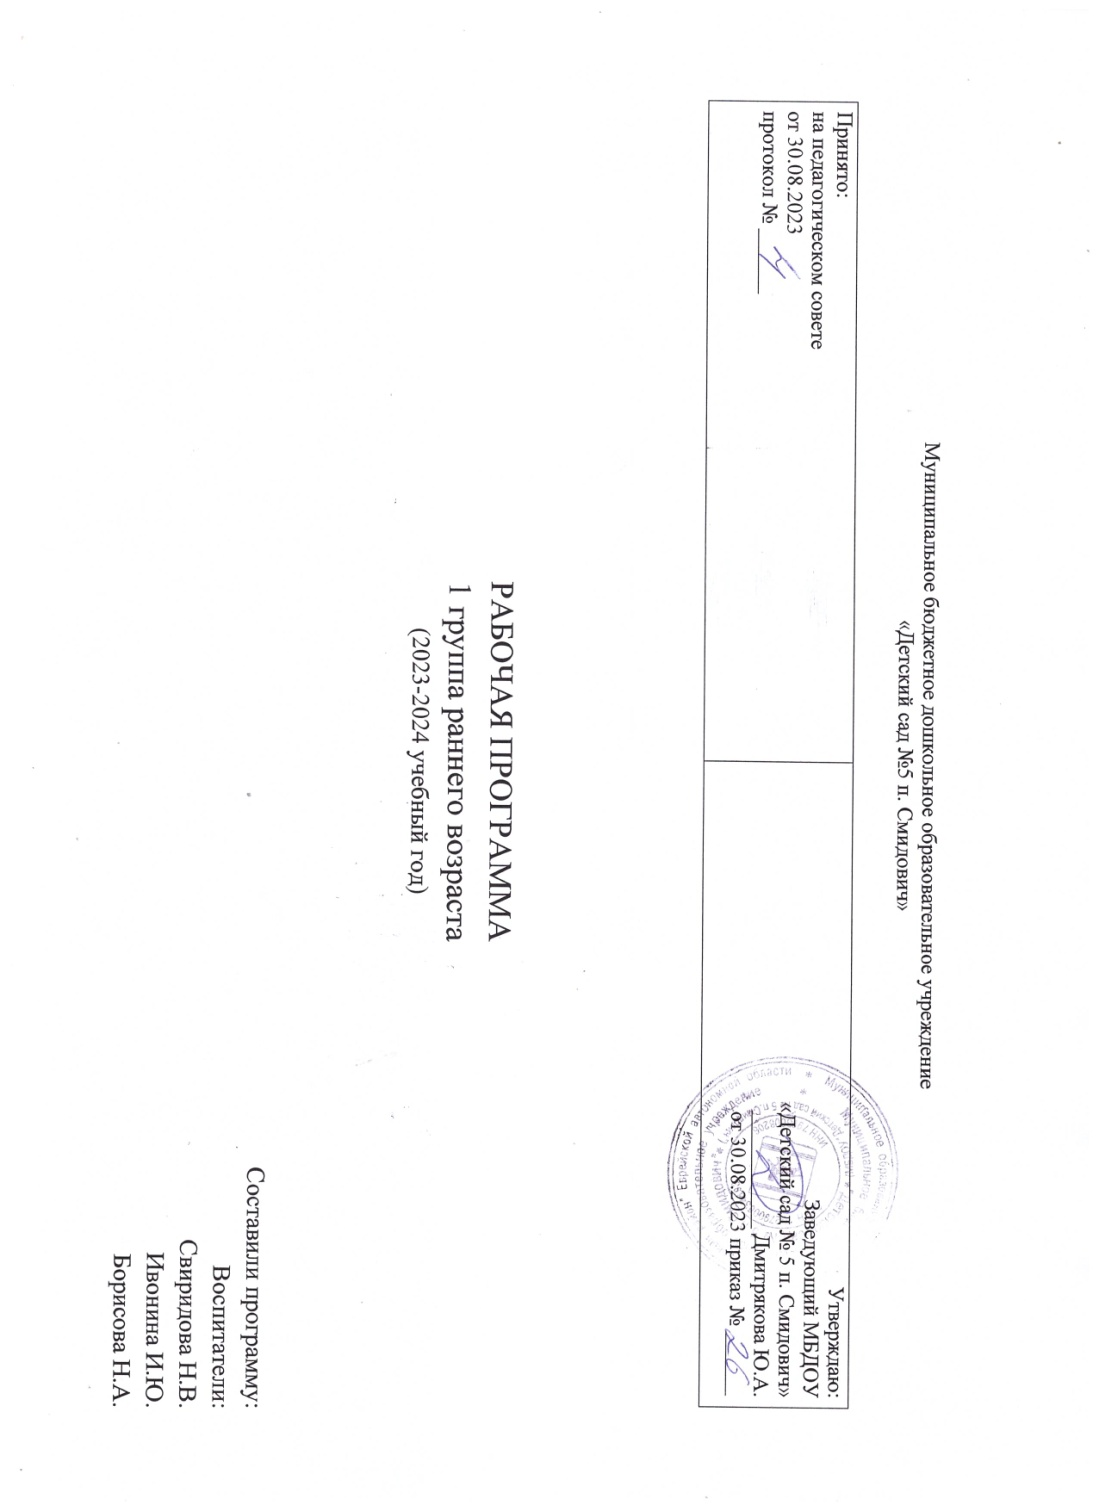 Муниципальное бюджетное дошкольное образовательное учреждение
«Детский сад №5 п. Смидович»
Принято:
на педагогическом совете
от 30.08.2023
протокол № 4
Утверждаю:
Заведующий МБДОУ
«Детский сад № 5 п. Смидович»
Дмитрякова Ю.А.
от 30.08.2023 приказ № 26
РАБОЧАЯ ПРОГРАММА
1 группа раннего возраста
(2023-2024 учебный год)
Составили программу:
Воспитатели:
Свиридова Н.В.
Ивонина И.Ю.
Борисова Н.А.